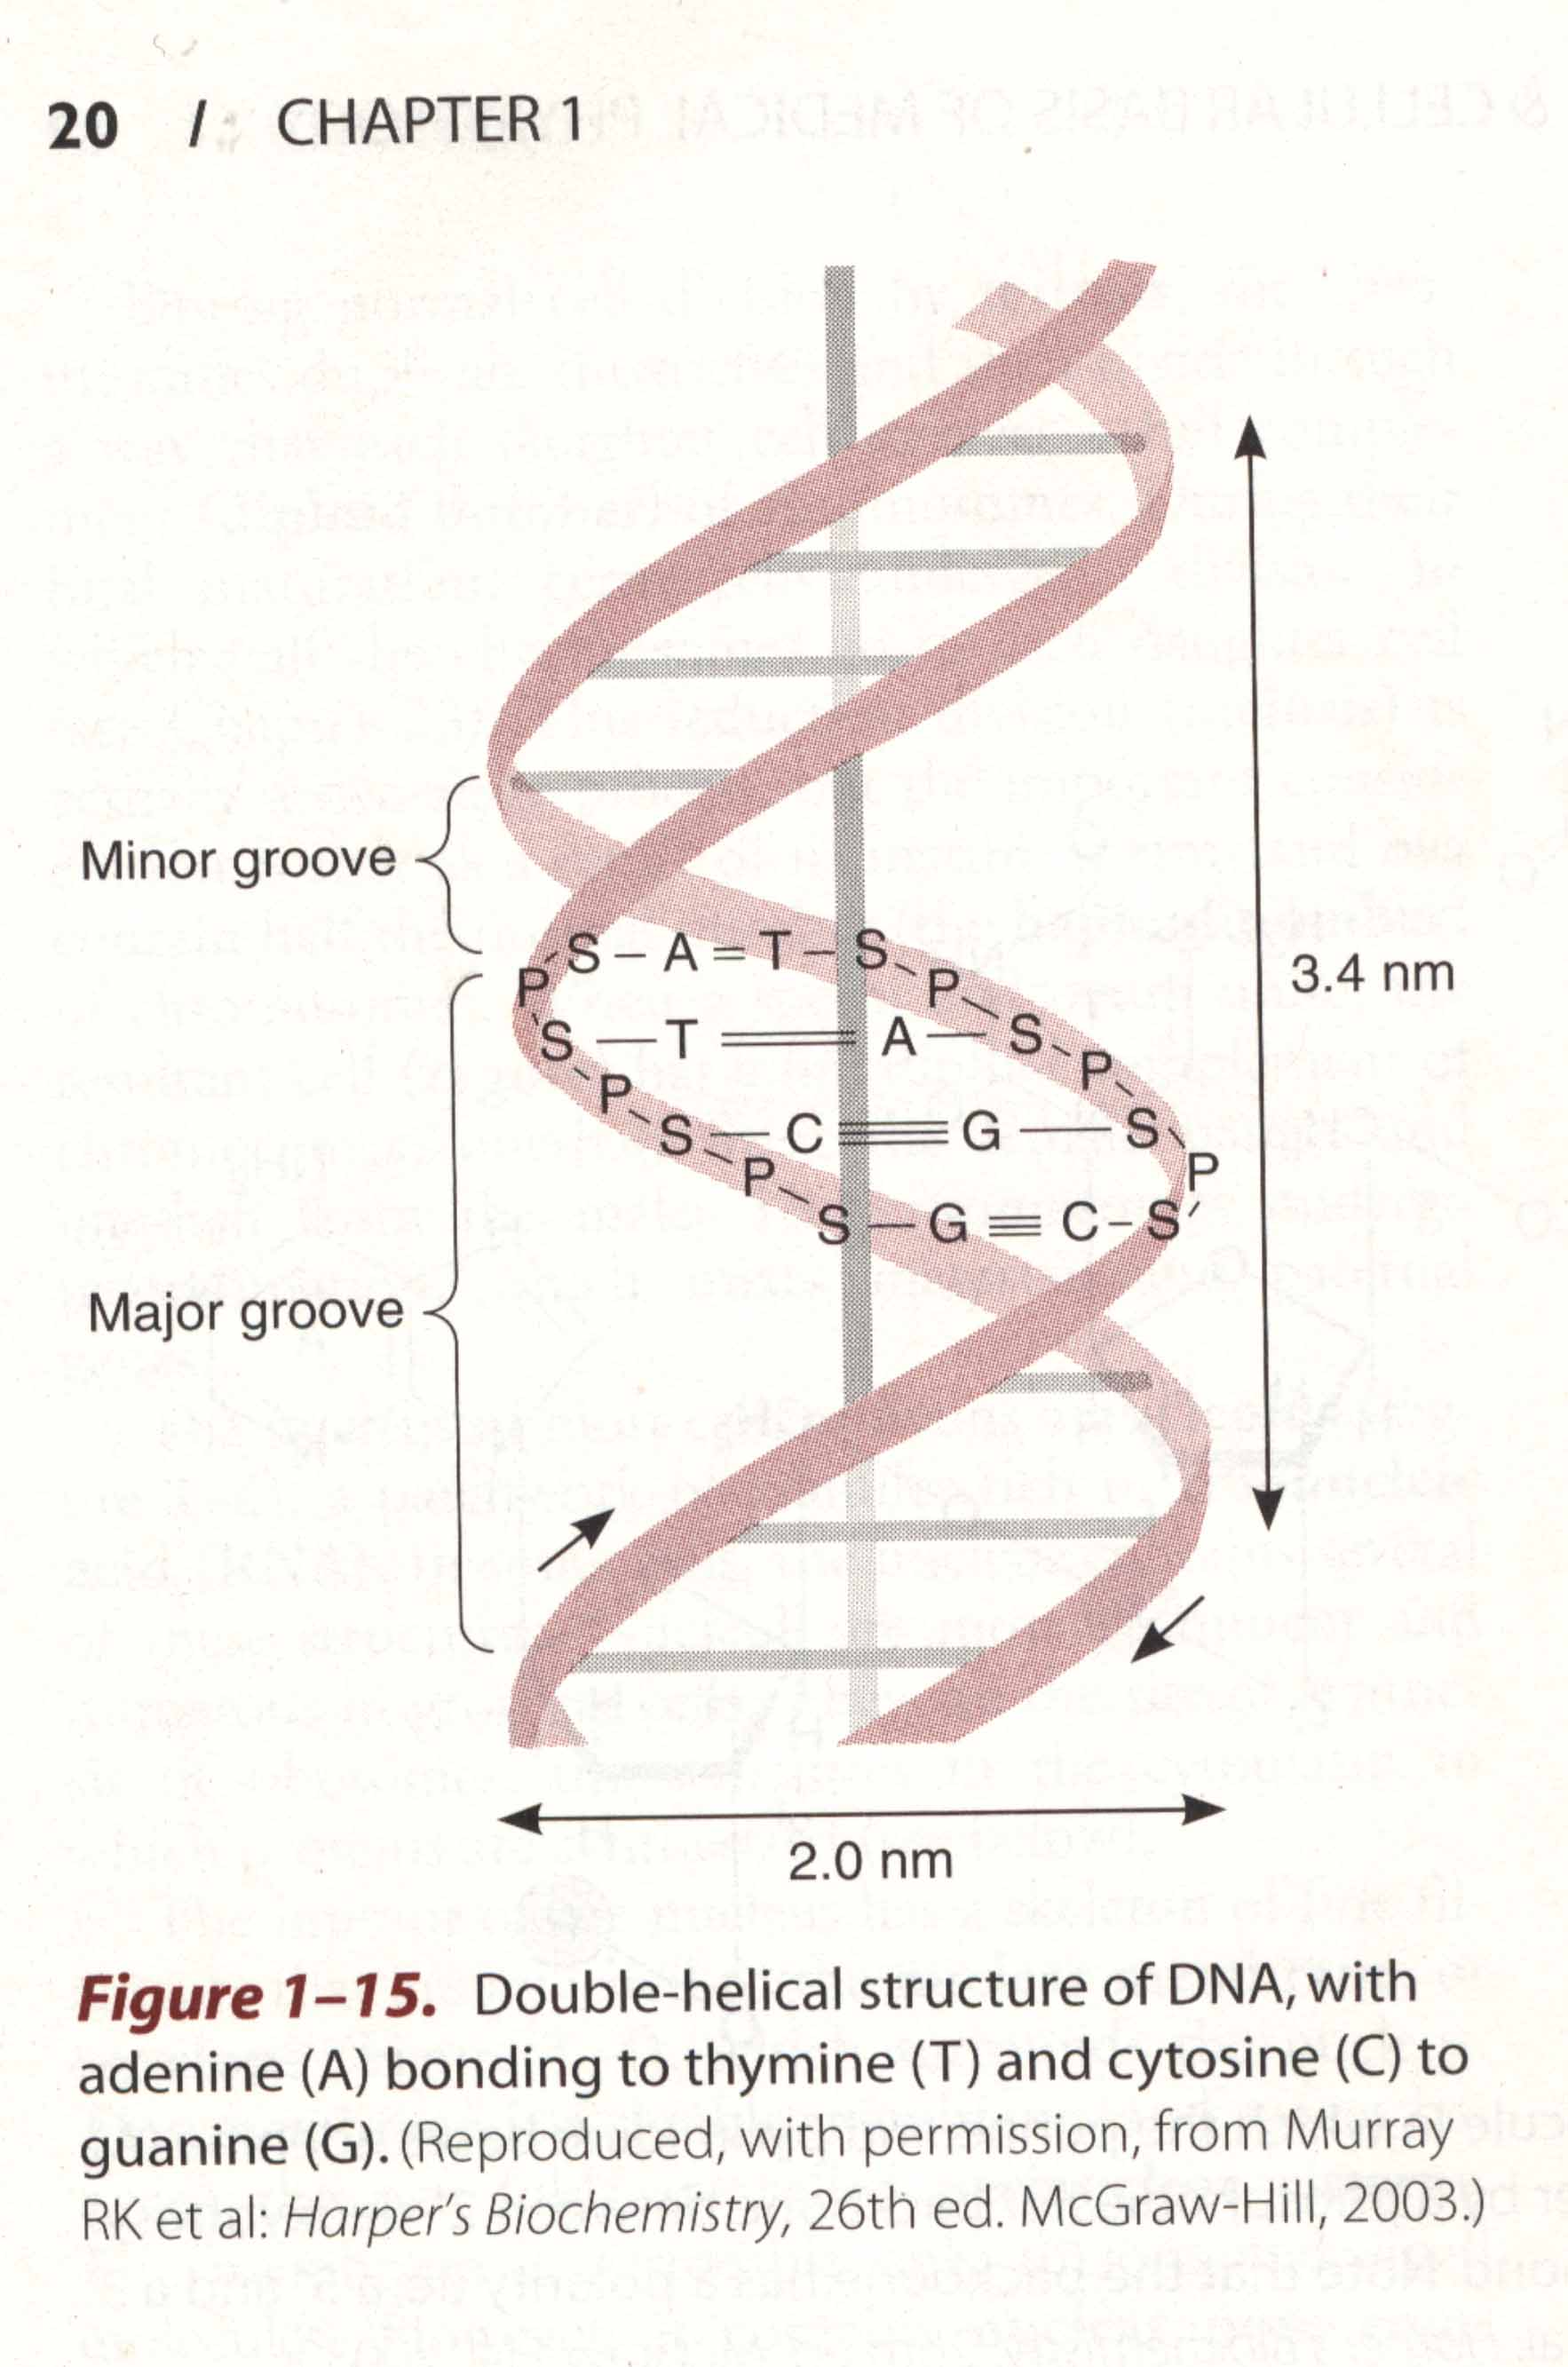 20 / CHAPTER 1
Minor groove
S – A = T – S
P P
S — T = A — S
P P
S — C ≡ G — S
P P
S — G ≡ C – S
3.4 nm
Major groove
2.0 nm
Figure 1–15. Double-helical structure of DNA, with
adenine (A) bonding to thymine (T) and cytosine (C) to
guanine (G). (Reproduced, with permission, from Murray
RK et al: Harper's Biochemistry, 26th ed. McGraw-Hill, 2003.)